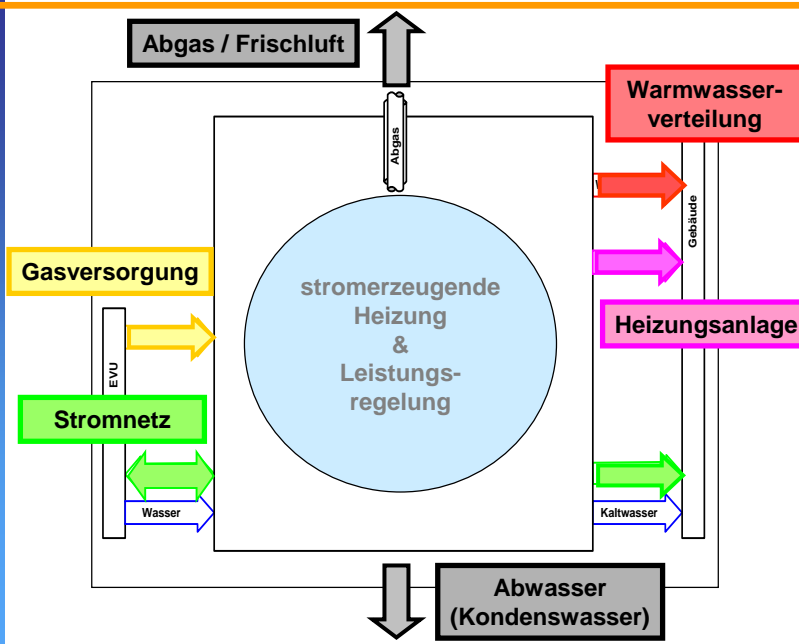 Abgas / Frischluft
Warmwasser-
verteilung
Abgas
Gebäude
Gasversorgung
stromerzeugende
Heizung
&
Leistungs-
regelung
Heizungsanlage
EVU
Stromnetz
Wasser
Kaltwasser
Abwasser
(Kondenswasser)